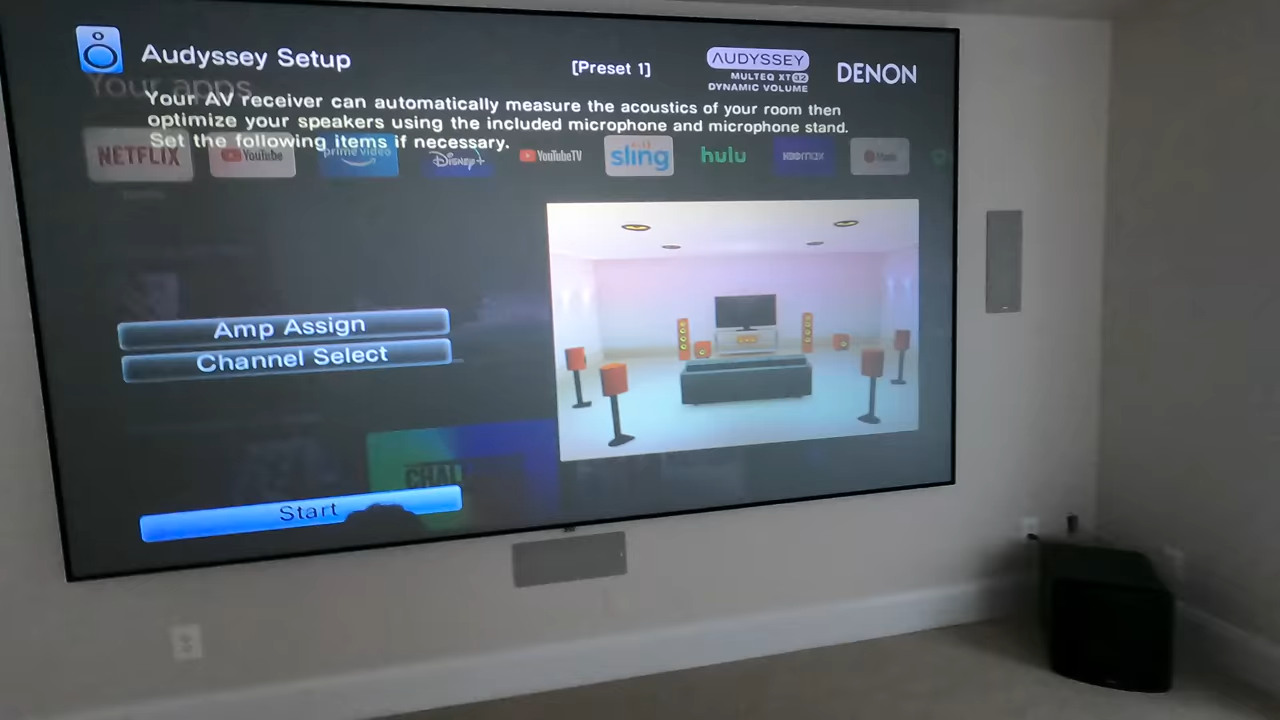 Audyssey Setup
[Preset 1]
AUDYSSEY
MULTEQ XT32
DYNAMIC VOLUME
DENON
Your apps
Your AV receiver can automatically measure the acoustics of your room then
optimize your speakers using the included microphone and microphone stand.
Set the following items if necessary.
NETFLIX
YouTube
prime video
Disney+
YouTubeTV
sling
hulu
HBOmax
Amp Assign
Channel Select
Start